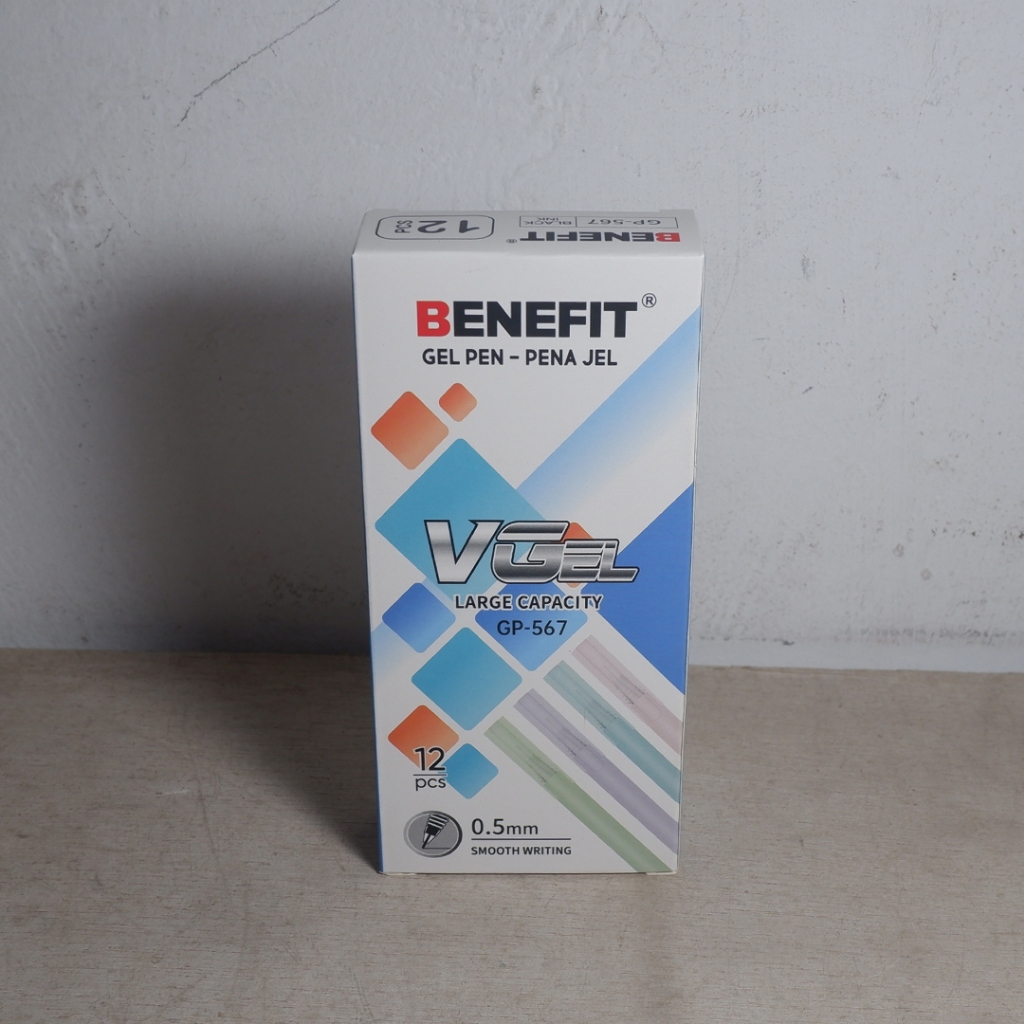 12
PCS
GP-567
BLACK
INK
BENEFIT®
BENEFIT®
GEL PEN – PENA JEL
VGEL
LARGE CAPACITY
GP-567
12
pcs
0.5mm
SMOOTH WRITING